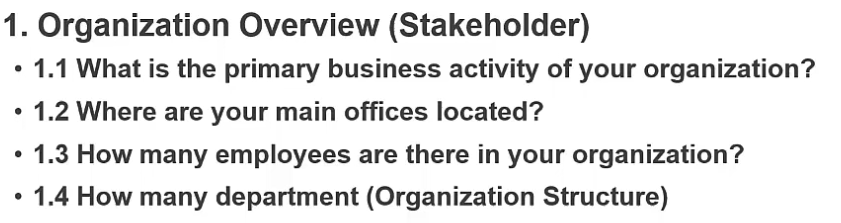 1. Organization Overview (Stakeholder)
• 1.1 What is the primary business activity of your organization?
• 1.2 Where are your main offices located?
• 1.3 How many employees are there in your organization?
• 1.4 How many department (Organization Structure)